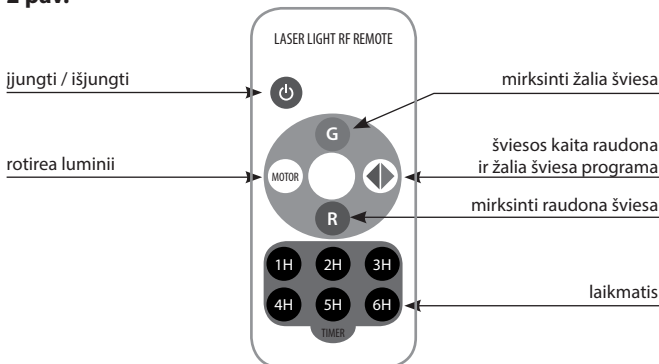 2 pav.
LASER LIGHT RF REMOTE
įjungti / išjungti
mirksinti žalia šviesa
G
šviesos kaita raudona
ir žalia šviesa programa
rotirea luminii
MOTOR
mirksinti raudona šviesa
R
1H 2H 3H
laikmatis
4H 5H 6H
TIMER